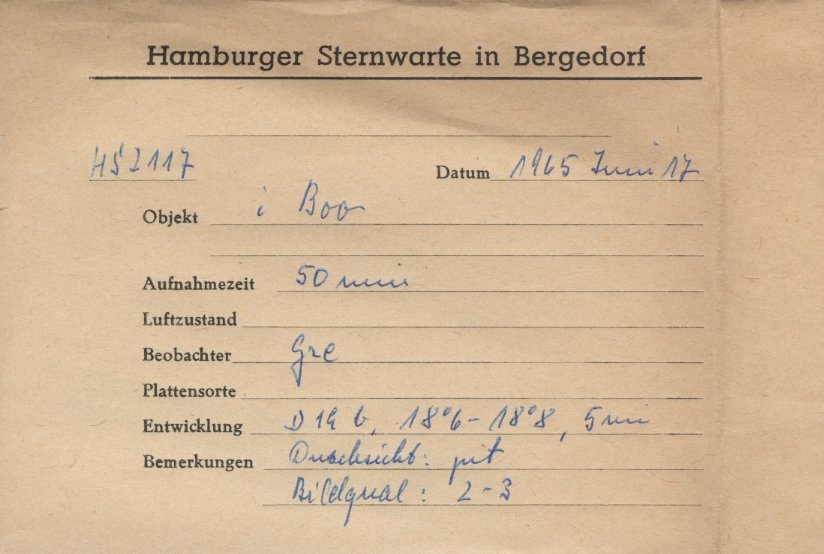 Hamburger Sternwarte in Bergedorf
HS 2117 Datum 1965 Juni 17
Objekt i Boo
Aufnahmezeit 50 min
Luftzustand
Beobachter Gre
Plattensorte
Entwicklung D 19 b, 18°6-18°8, 5 min
Bemerkungen Durchsicht: gut
Bildqual: 2-3